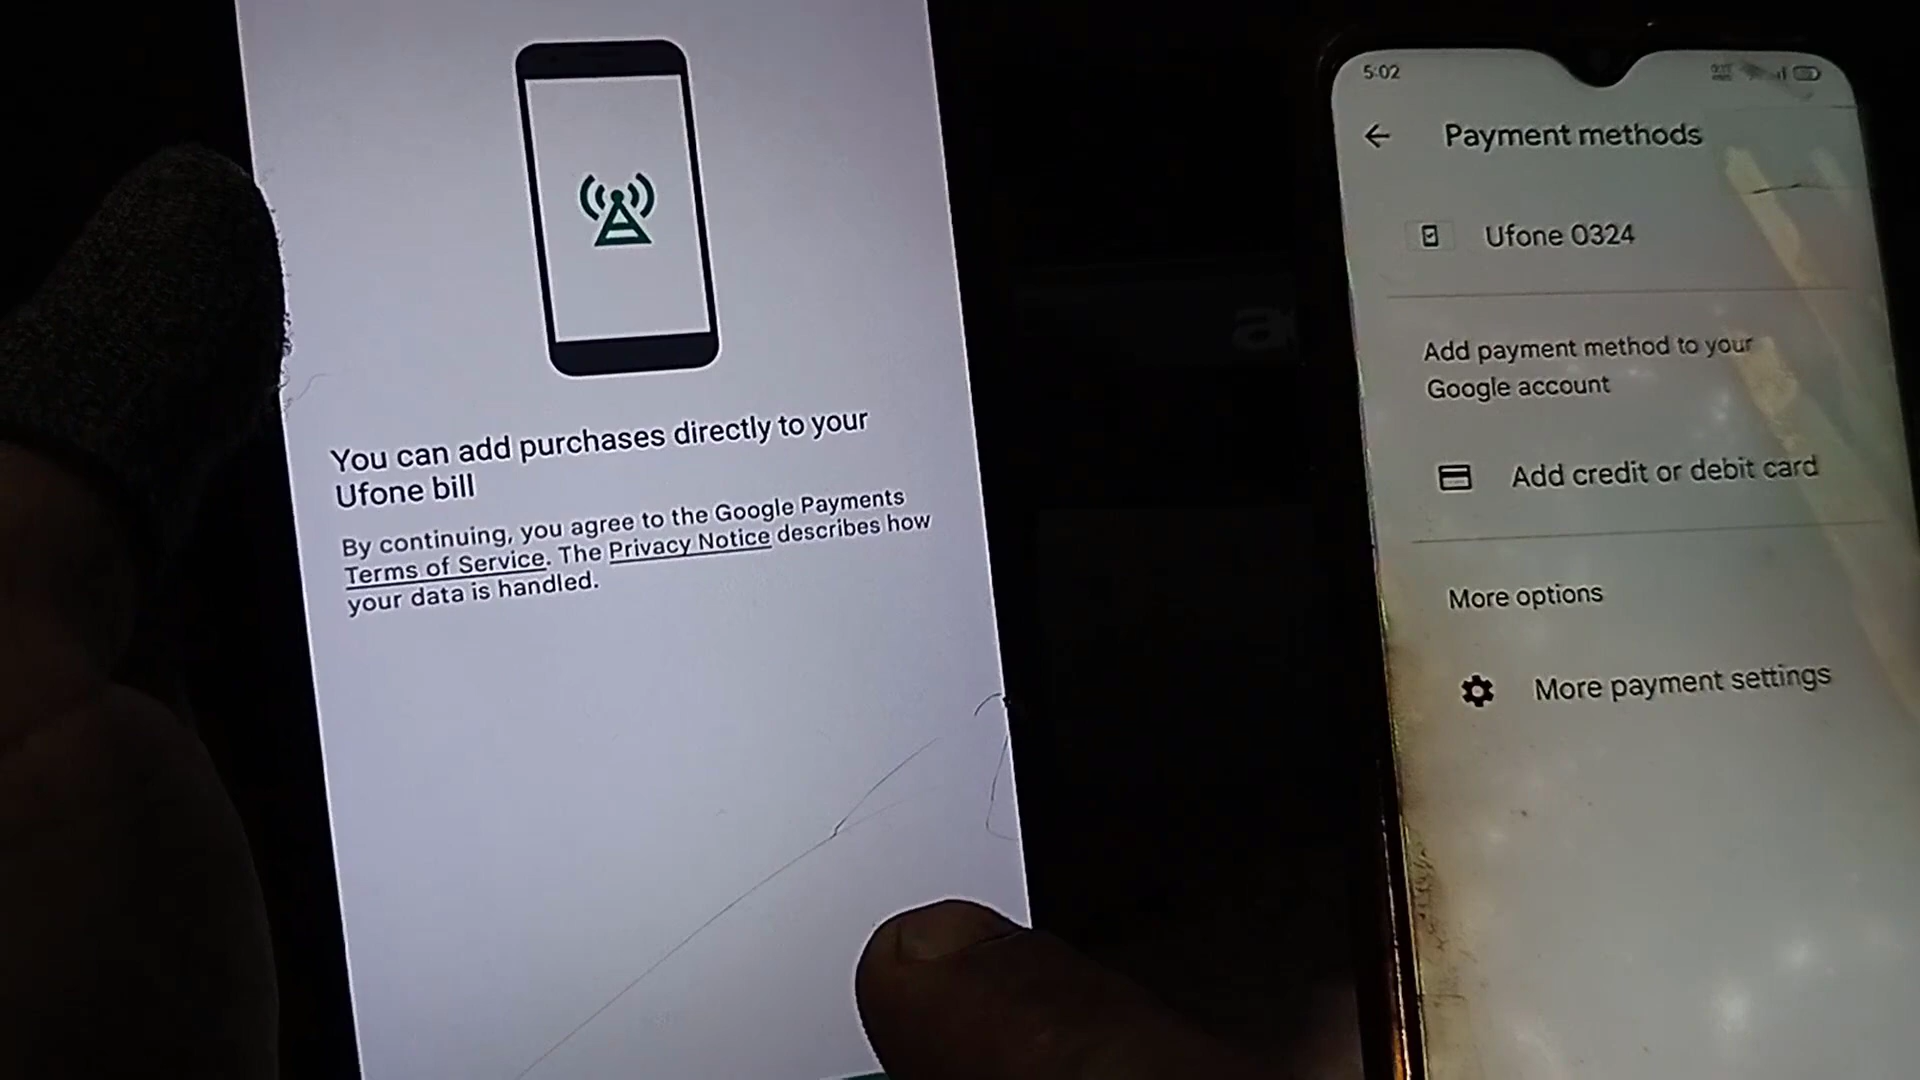 You can add purchases directly to your
Ufone bill
By continuing, you agree to the Google Payments
Terms of Service. The Privacy Notice describes how
your data is handled.
5:02
Payment methods
Ufone 0324
Add payment method to your
Google account
Add credit or debit card
More options
More payment settings